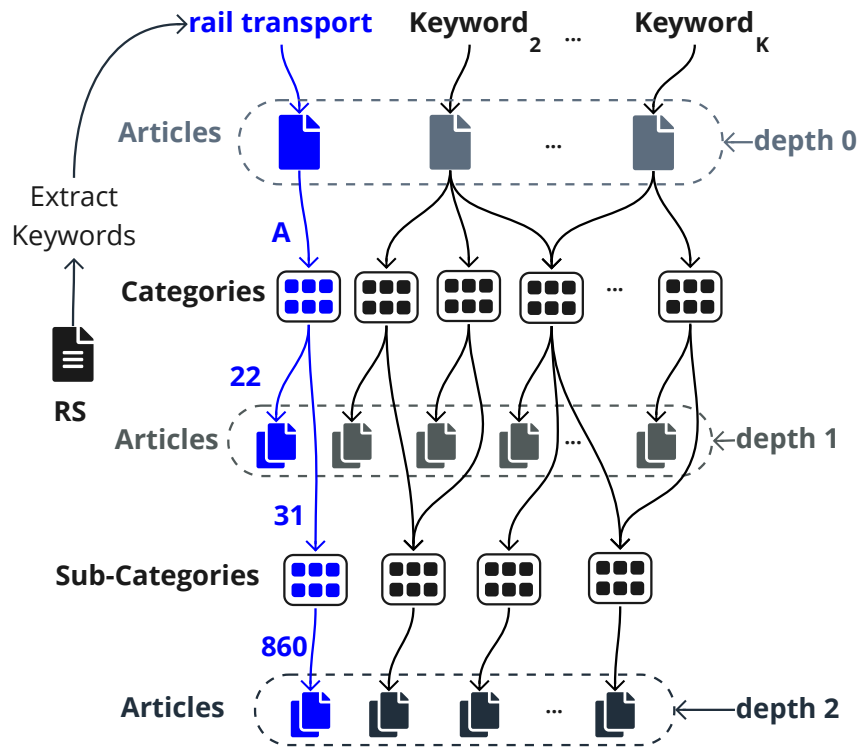 rail transport Keyword2 ... KeywordK
Articles ... depth 0
Extract
Keywords
A
Categories ...
22
RS
Articles ... depth 1
31
Sub-Categories
860
Articles ... depth 2